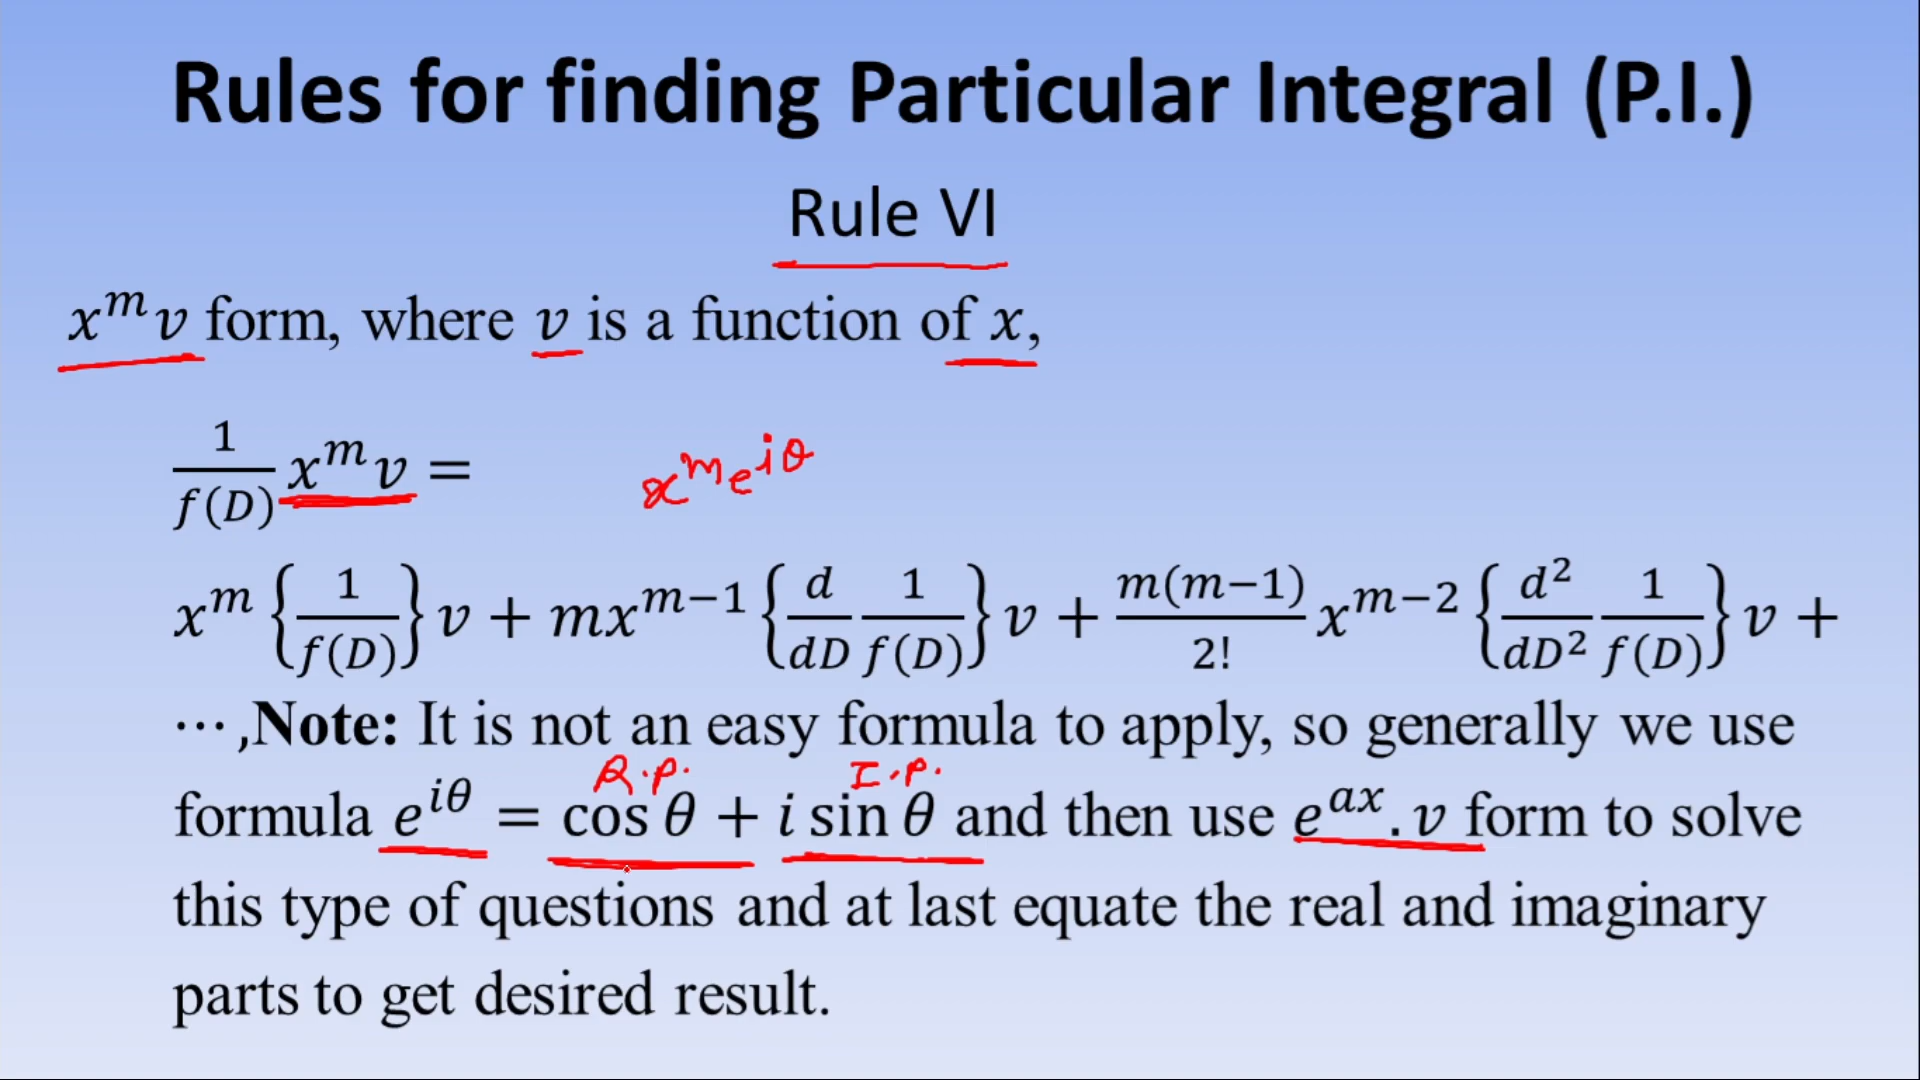 Rules for finding Particular Integral (P.I.)
Rule VI
x^m v form, where v is a function of x,
1/f(D) x^m v =
x^m e^{iθ}
x^m {1/f(D)} v + mx^{m−1} {d/dD 1/f(D)} v + m(m−1)/2! x^{m−2} {d²/dD² 1/f(D)} v +
⋯ ,Note: It is not an easy formula to apply, so generally we use
R.P. I.P.
formula e^{iθ} = cos θ + i sin θ and then use e^{ax}.v form to solve
this type of questions and at last equate the real and imaginary
parts to get desired result.